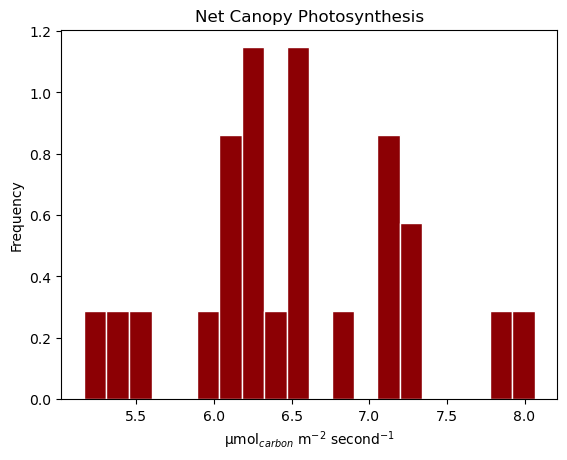 Net Canopy Photosynthesis
1.2
1.0
0.8
0.6
0.4
0.2
0.0
Frequency
5.5 6.0 6.5 7.0 7.5 8.0
μmol$_{carbon}$ m$^{-2}$ second$^{-1}$